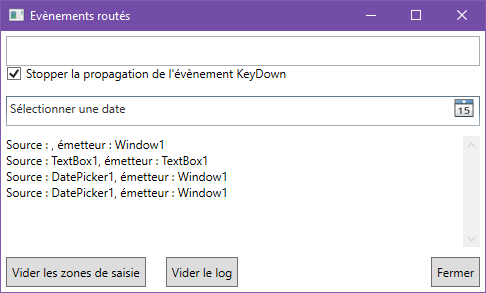 Evènements routés
Stopper la propagation de l'évènement KeyDown
Sélectionner une date
15
Source : , émetteur : Window1
Source : TextBox1, émetteur : TextBox1
Source : DatePicker1, émetteur : Window1
Source : DatePicker1, émetteur : Window1
Vider les zones de saisie
Vider le log
Fermer